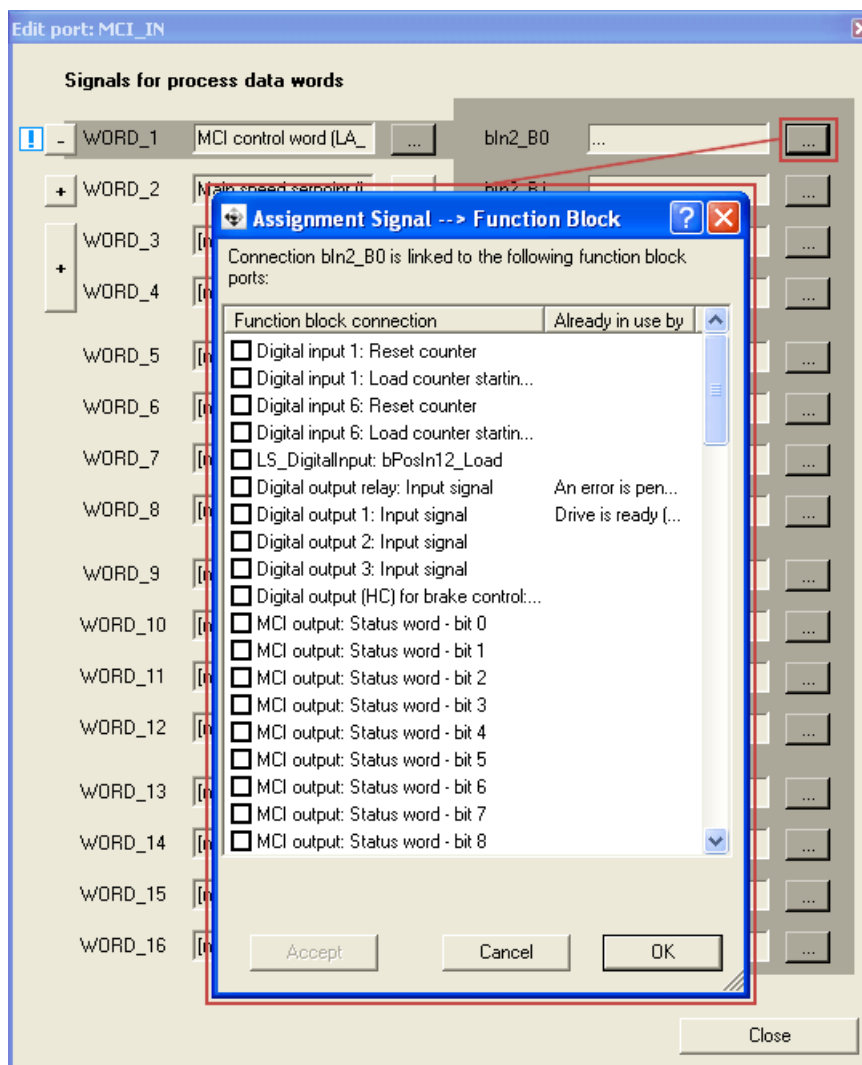 Edit port: MCI_IN
Signals for process data words
! - WORD_1 MCI control word (LA_ ... bIn2_B0 ... ...
+ WORD_2 Main speed setpoint (L bIn2_B1 ...
Assignment Signal --> Function Block ?
Connection bIn2_B0 is linked to the following function block
ports:
Function block connection Already in use by
Digital input 1: Reset counter
Digital input 1: Load counter startin...
Digital input 6: Reset counter
Digital input 6: Load counter startin...
LS_DigitalInput: bPosIn12_Load
Digital output relay: Input signal An error is pen...
Digital output 1: Input signal Drive is ready (...
Digital output 2: Input signal
Digital output 3: Input signal
Digital output (HC) for brake control:...
MCI output: Status word - bit 0
MCI output: Status word - bit 1
MCI output: Status word - bit 2
MCI output: Status word - bit 3
MCI output: Status word - bit 4
MCI output: Status word - bit 5
MCI output: Status word - bit 6
MCI output: Status word - bit 7
MCI output: Status word - bit 8
Accept Cancel OK
WORD_3 ...
+
WORD_4 ...
WORD_5 ...
WORD_6 ...
WORD_7 ...
WORD_8 ...
WORD_9 ...
WORD_10 ...
WORD_11 ...
WORD_12 ...
WORD_13 ...
WORD_14 ...
WORD_15 ...
WORD_16 ...
Close